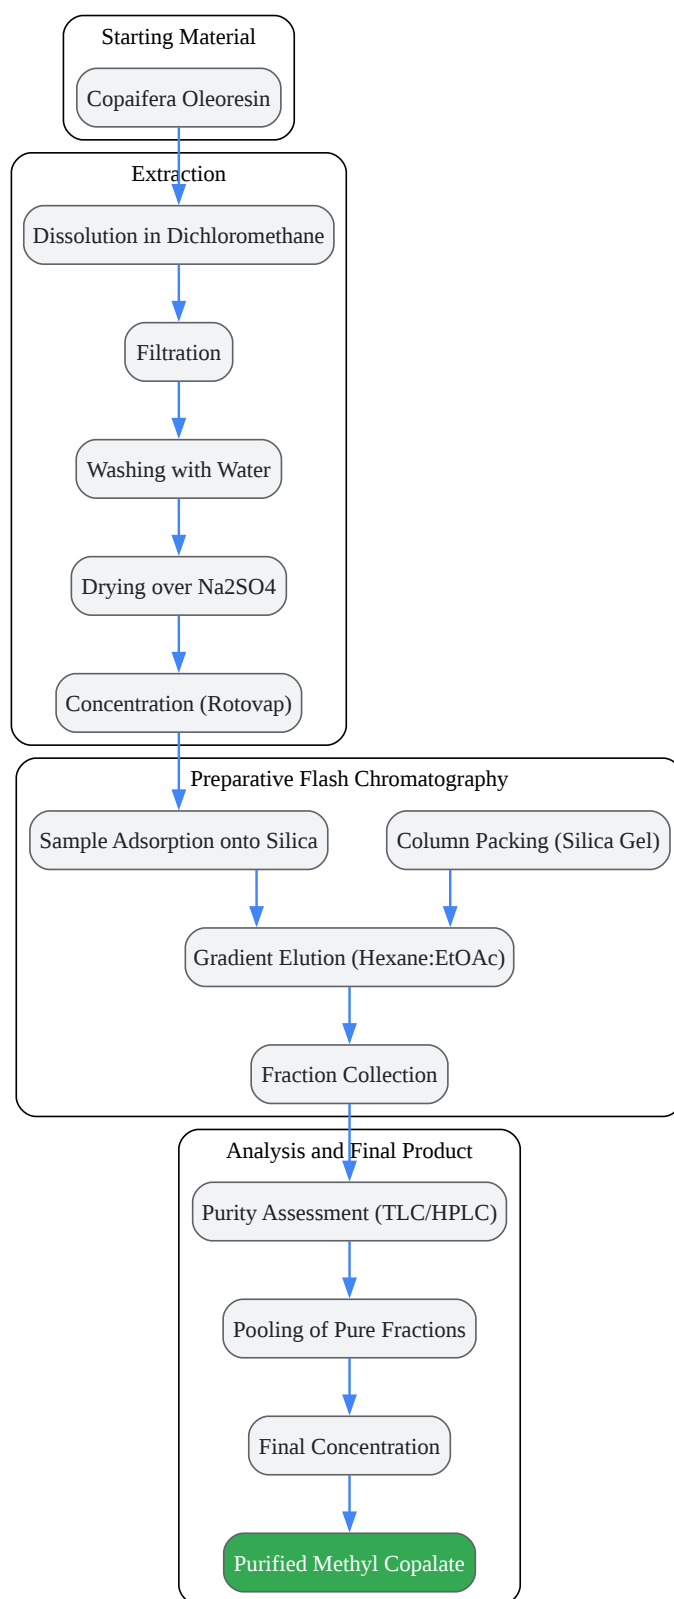 Starting Material
Copaifera Oleoresin
Extraction
Dissolution in Dichloromethane
Filtration
Washing with Water
Drying over Na2SO4
Concentration (Rotovap)
Preparative Flash Chromatography
Sample Adsorption onto Silica
Column Packing (Silica Gel)
Gradient Elution (Hexane:EtOAc)
Fraction Collection
Analysis and Final Product
Purity Assessment (TLC/HPLC)
Pooling of Pure Fractions
Final Concentration
Purified Methyl Copalate